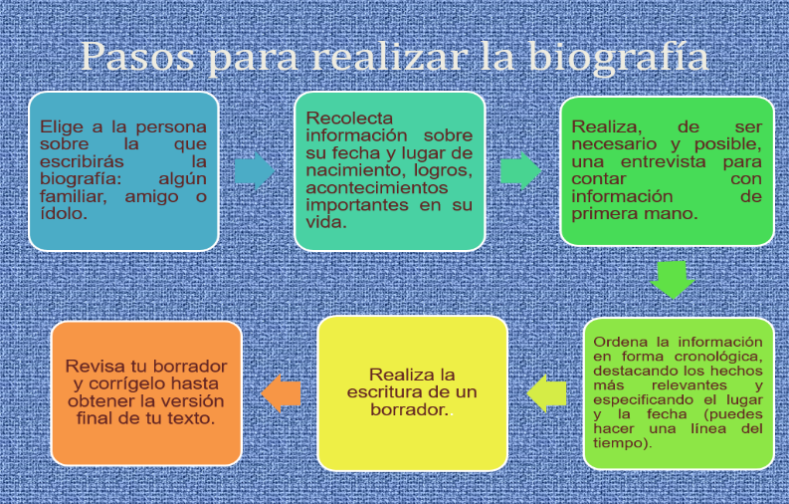 Pasos para realizar la biografía
Elige a la persona
sobre la que
escribirás la
biografía: algún
familiar, amigo o
ídolo.
Recolecta
información sobre
su fecha y lugar de
nacimiento, logros,
acontecimientos
importantes en su
vida.
Realiza, de ser
necesario y posible,
una entrevista para
contar con
información de
primera mano.
Ordena la información
en forma cronológica,
destacando los hechos
más relevantes y
especificando el lugar
y la fecha (puedes
hacer una línea del
tiempo).
Realiza la
escritura de un
borrador..
Revisa tu borrador
y corrígelo hasta
obtener la versión
final de tu texto.